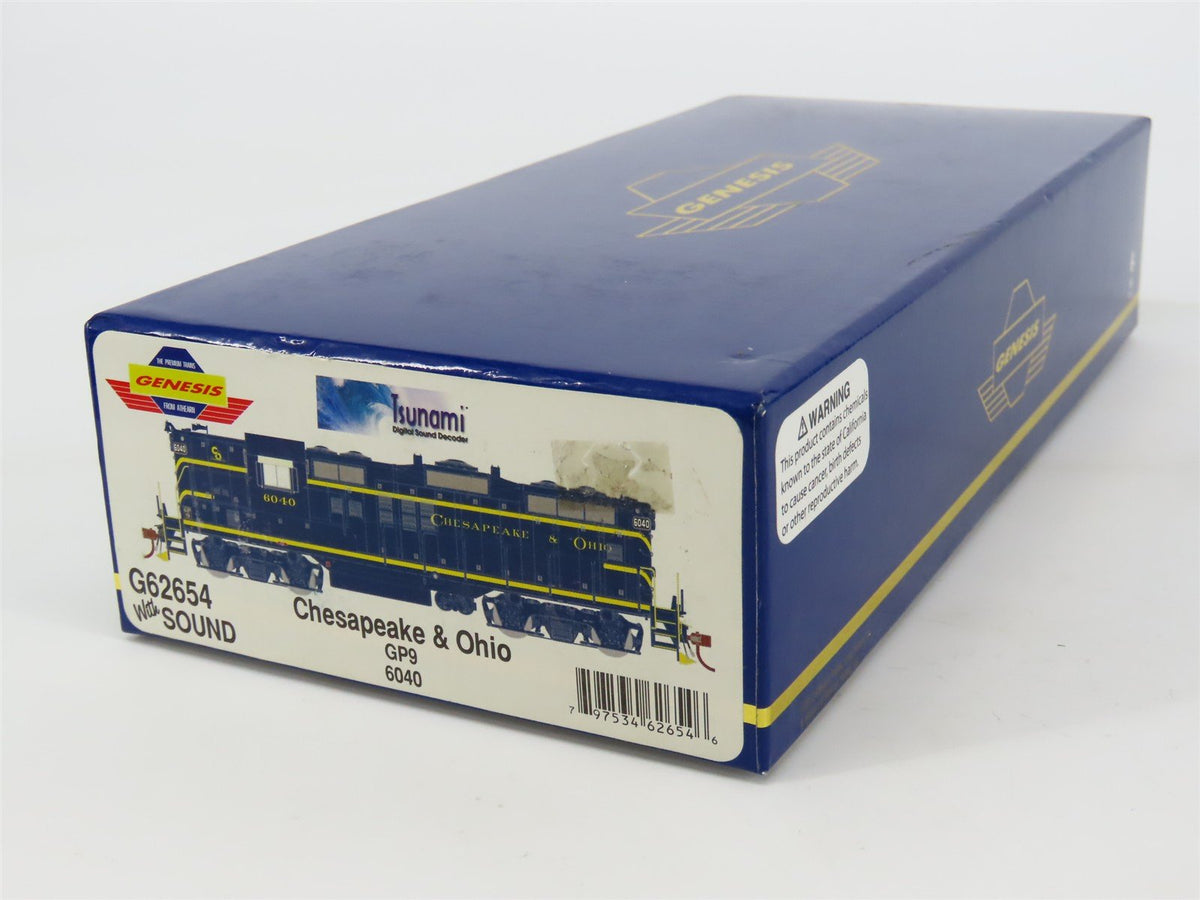 GENESIS
GENESIS
⚠ WARNING
This product contains chemicals
known to the state of California
to cause cancer, birth defects
or other reproductive harm.
THE PREMIUM TRAINS
GENESIS
FROM ATHEARN
Tsunami
Digital Sound Decoder
6040
6040
CHESAPEAKE & OHIO
6040
G62654
With SOUND
Chesapeake & Ohio
GP9
6040
7 97534 62654 6